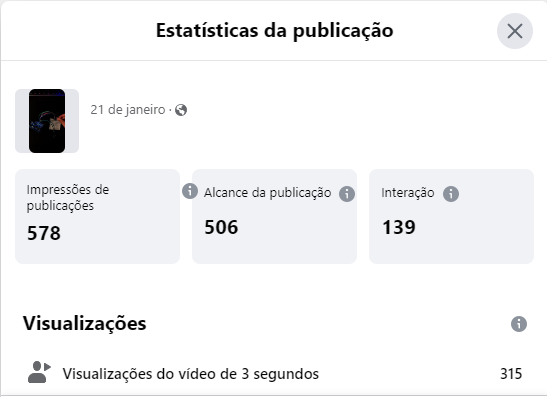 Estatísticas da publicação
21 de janeiro ·
Impressões de
publicações
578
Alcance da publicação
506
Interação
139
Visualizações
Visualizações do vídeo de 3 segundos 315